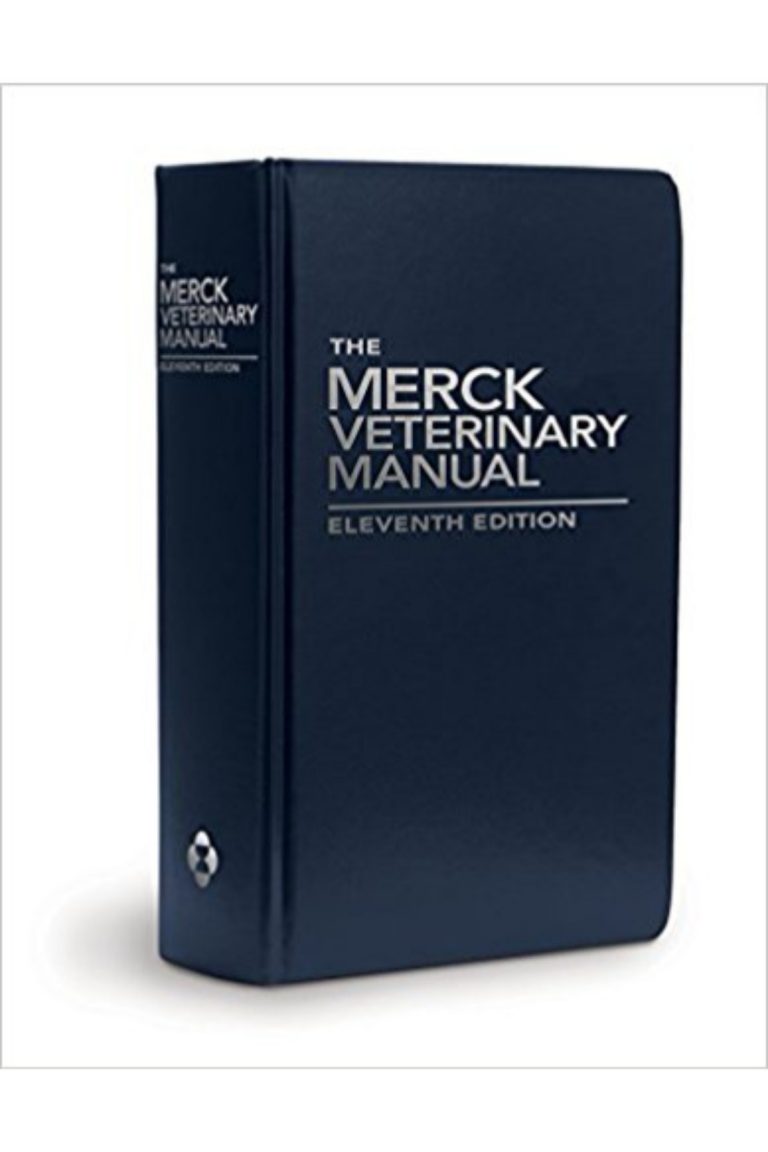 THE
MERCK
VETERINARY
MANUAL
ELEVENTH EDITION
THE
MERCK
VETERINARY
MANUAL
ELEVENTH EDITION